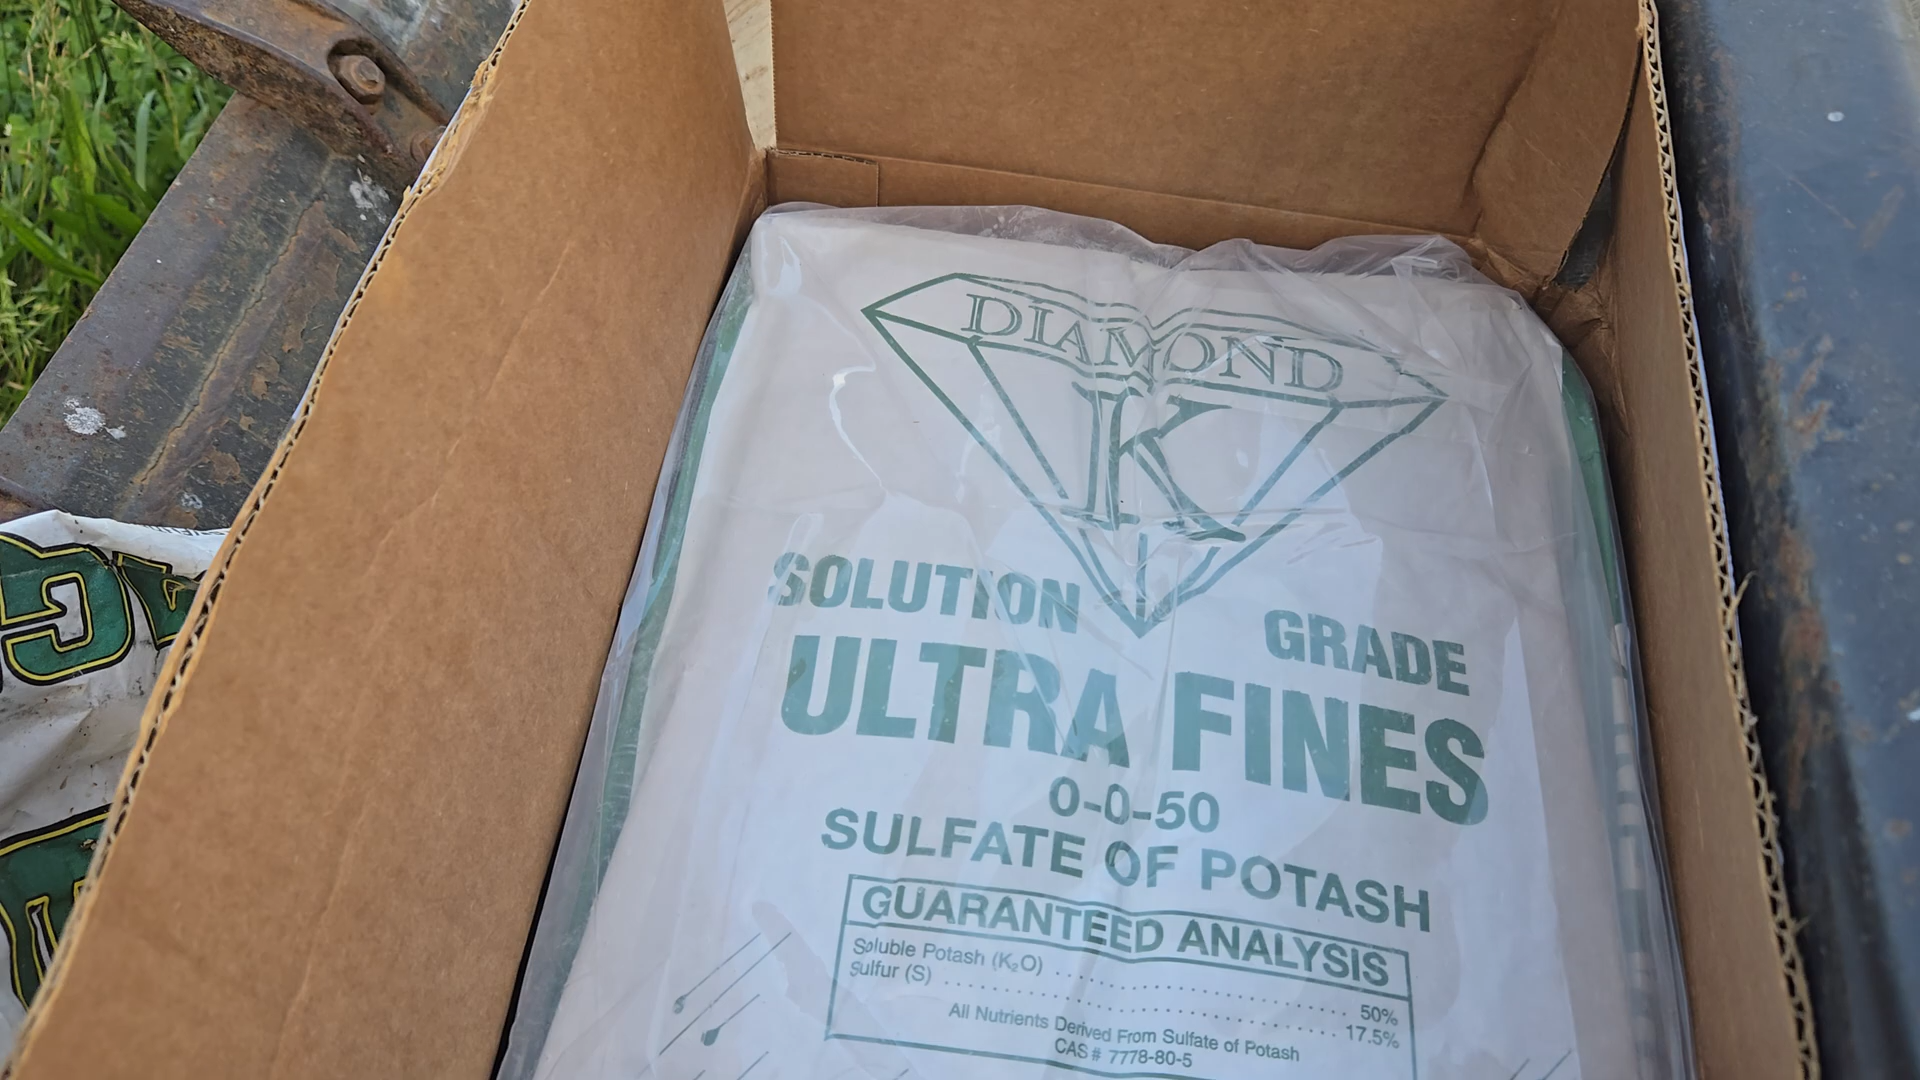 DIAMOND
K
SOLUTION GRADE
ULTRA FINES
0-0-50
SULFATE OF POTASH
GUARANTEED ANALYSIS
Soluble Potash (K₂O) .......................... 50%
Sulfur (S) .......................... 17.5%
All Nutrients Derived From Sulfate of Potash
CAS# 7778-80-5